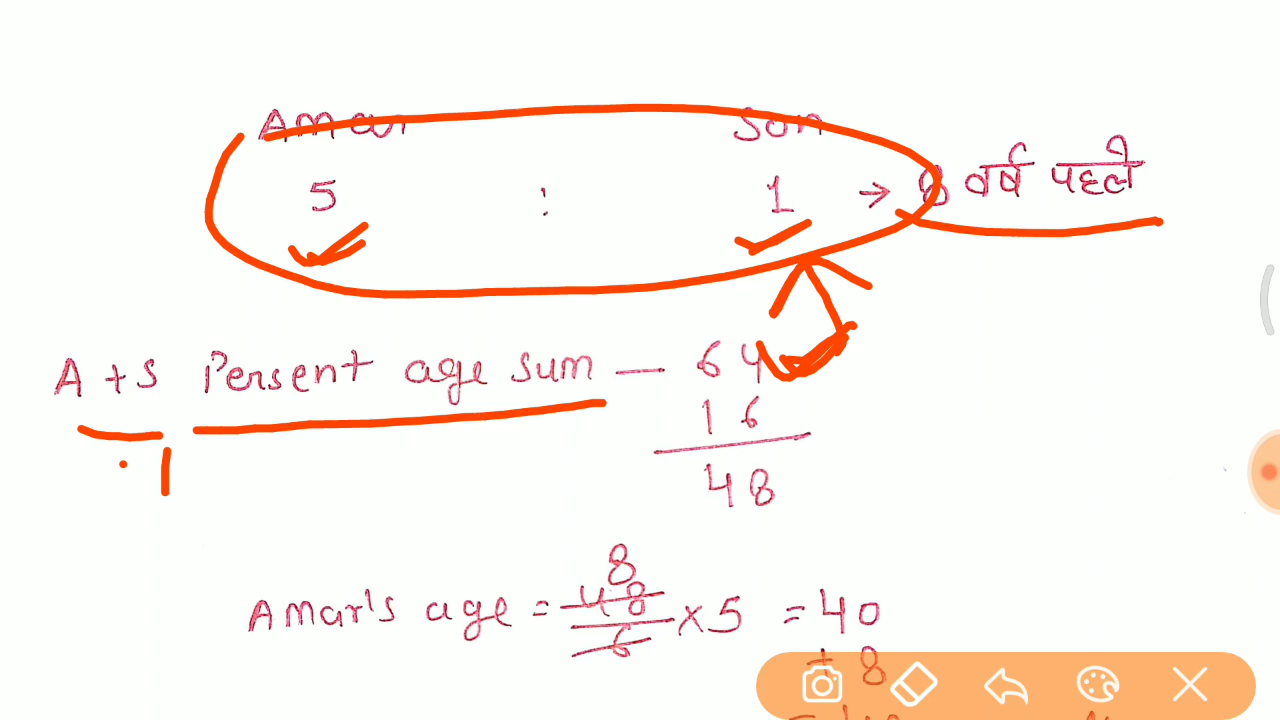 Amar Son
5 : 1 → 8 वर्ष पहले
A+S Persent age sum — 64
16
48
8
Amar's age = 48/6 ×5 = 40
+ 8